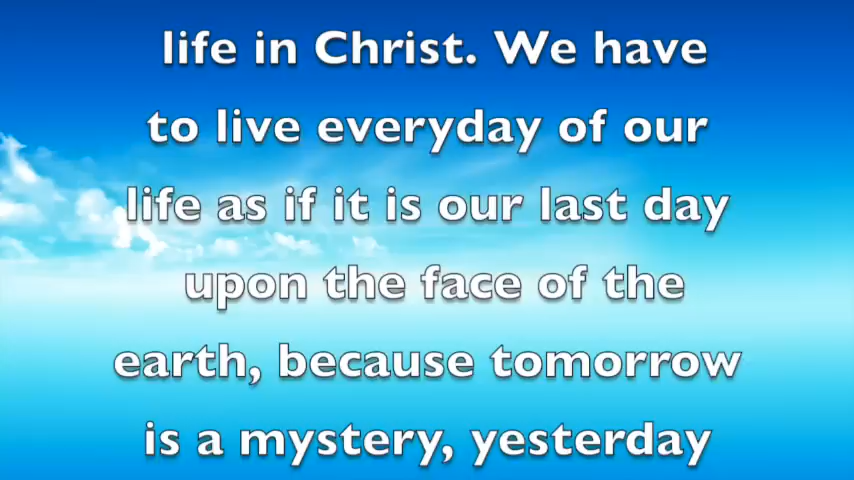 life in Christ. We have
to live everyday of our
life as if it is our last day
upon the face of the
earth, because tomorrow
is a mystery, yesterday